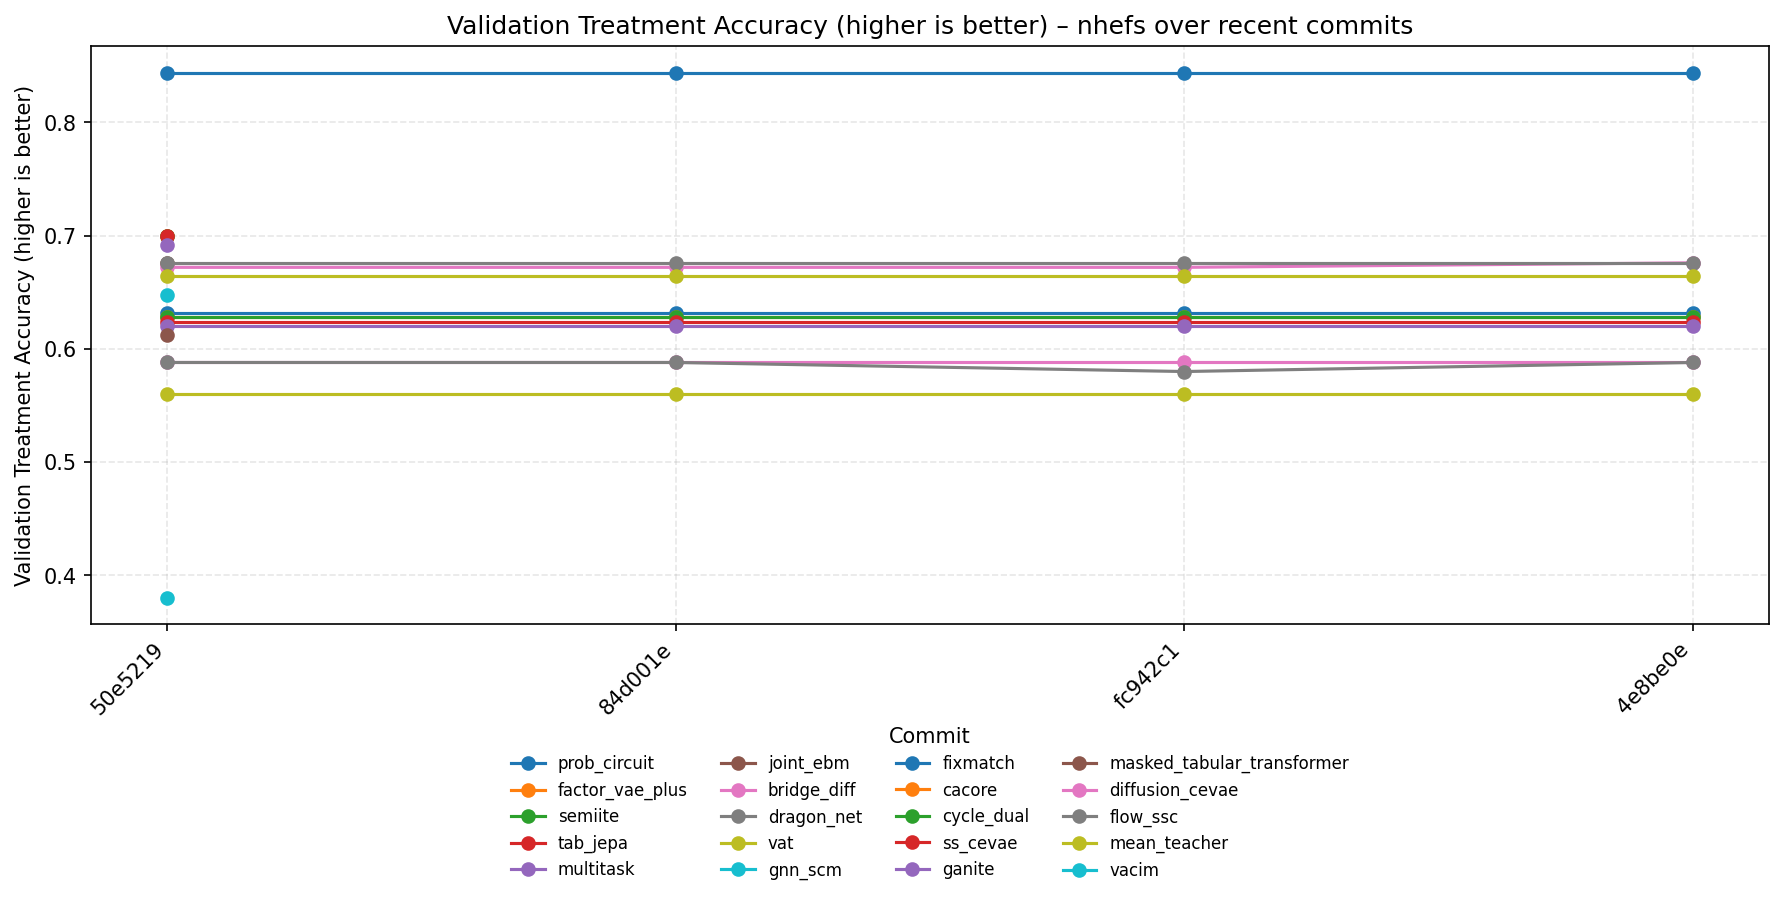 Validation Treatment Accuracy (higher is better) – nhefs over recent commits
Validation Treatment Accuracy (higher is better)
0.8
0.7
0.6
0.5
0.4
50e5219
84d001e
fc942c1
4e8be0e
Commit
prob_circuit
factor_vae_plus
semiite
tab_jepa
multitask
joint_ebm
bridge_diff
dragon_net
vat
gnn_scm
fixmatch
cacore
cycle_dual
ss_cevae
ganite
masked_tabular_transformer
diffusion_cevae
flow_ssc
mean_teacher
vacim